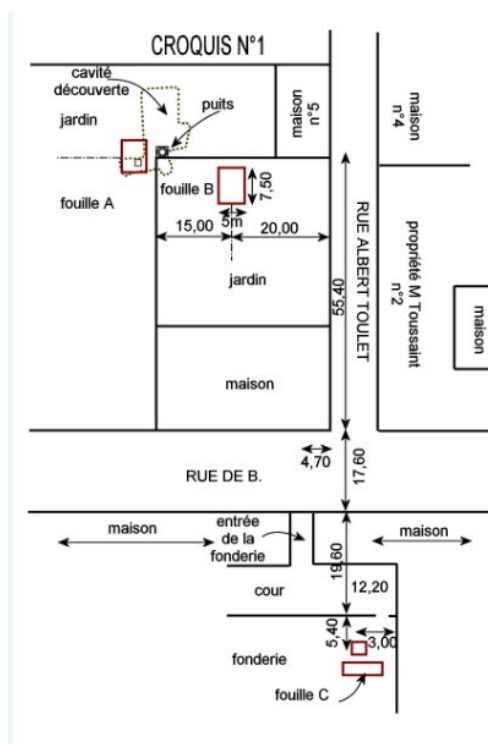 CROQUIS N°1
cavité
découverte
jardin
puits
maison
n°5
maison
n°4
fouille A
fouille B
7,50
5m
15,00
20,00
jardin
55,40
RUE ALBERT TOULET
propriété M Toussaint
n°2
maison
maison
4,70
17,60
RUE DE B.
maison
entrée
de la
fonderie
maison
19,60
cour
12,20
5,40
3,00
fonderie
fouille C